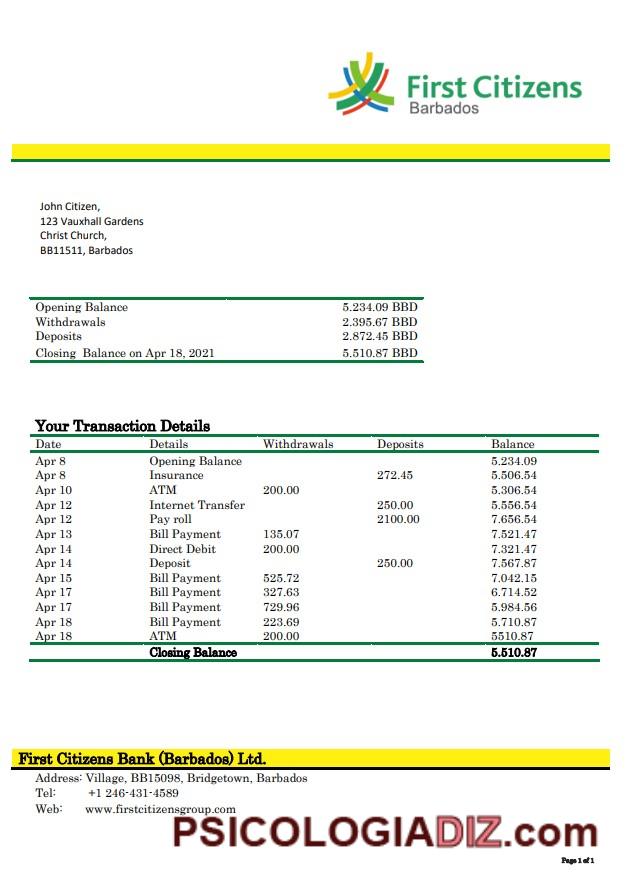 First Citizens
Barbados
John Citizen,
123 Vauxhall Gardens
Christ Church,
BB11511, Barbados
Opening Balance 5.234.09 BBD
Withdrawals 2.395.67 BBD
Deposits 2.872.45 BBD
Closing Balance on Apr 18, 2021 5.510.87 BBD
Your Transaction Details
Date Details Withdrawals Deposits Balance
Apr 8 Opening Balance 5.234.09
Apr 8 Insurance 272.45 5.506.54
Apr 10 ATM 200.00 5.306.54
Apr 12 Internet Transfer 250.00 5.556.54
Apr 12 Pay roll 2100.00 7.656.54
Apr 13 Bill Payment 135.07 7.521.47
Apr 14 Direct Debit 200.00 7.321.47
Apr 14 Deposit 250.00 7.567.87
Apr 15 Bill Payment 525.72 7.042.15
Apr 17 Bill Payment 327.63 6.714.52
Apr 17 Bill Payment 729.96 5.984.56
Apr 18 Bill Payment 223.69 5.710.87
Apr 18 ATM 200.00 5510.87
Closing Balance 5.510.87
First Citizens Bank (Barbados) Ltd.
Address: Village, BB15098, Bridgetown, Barbados
Tel: +1 246-431-4589
Web: www.firstcitizensgroup.com
PSICOLOGIADIZ.com
Page 1 of 1